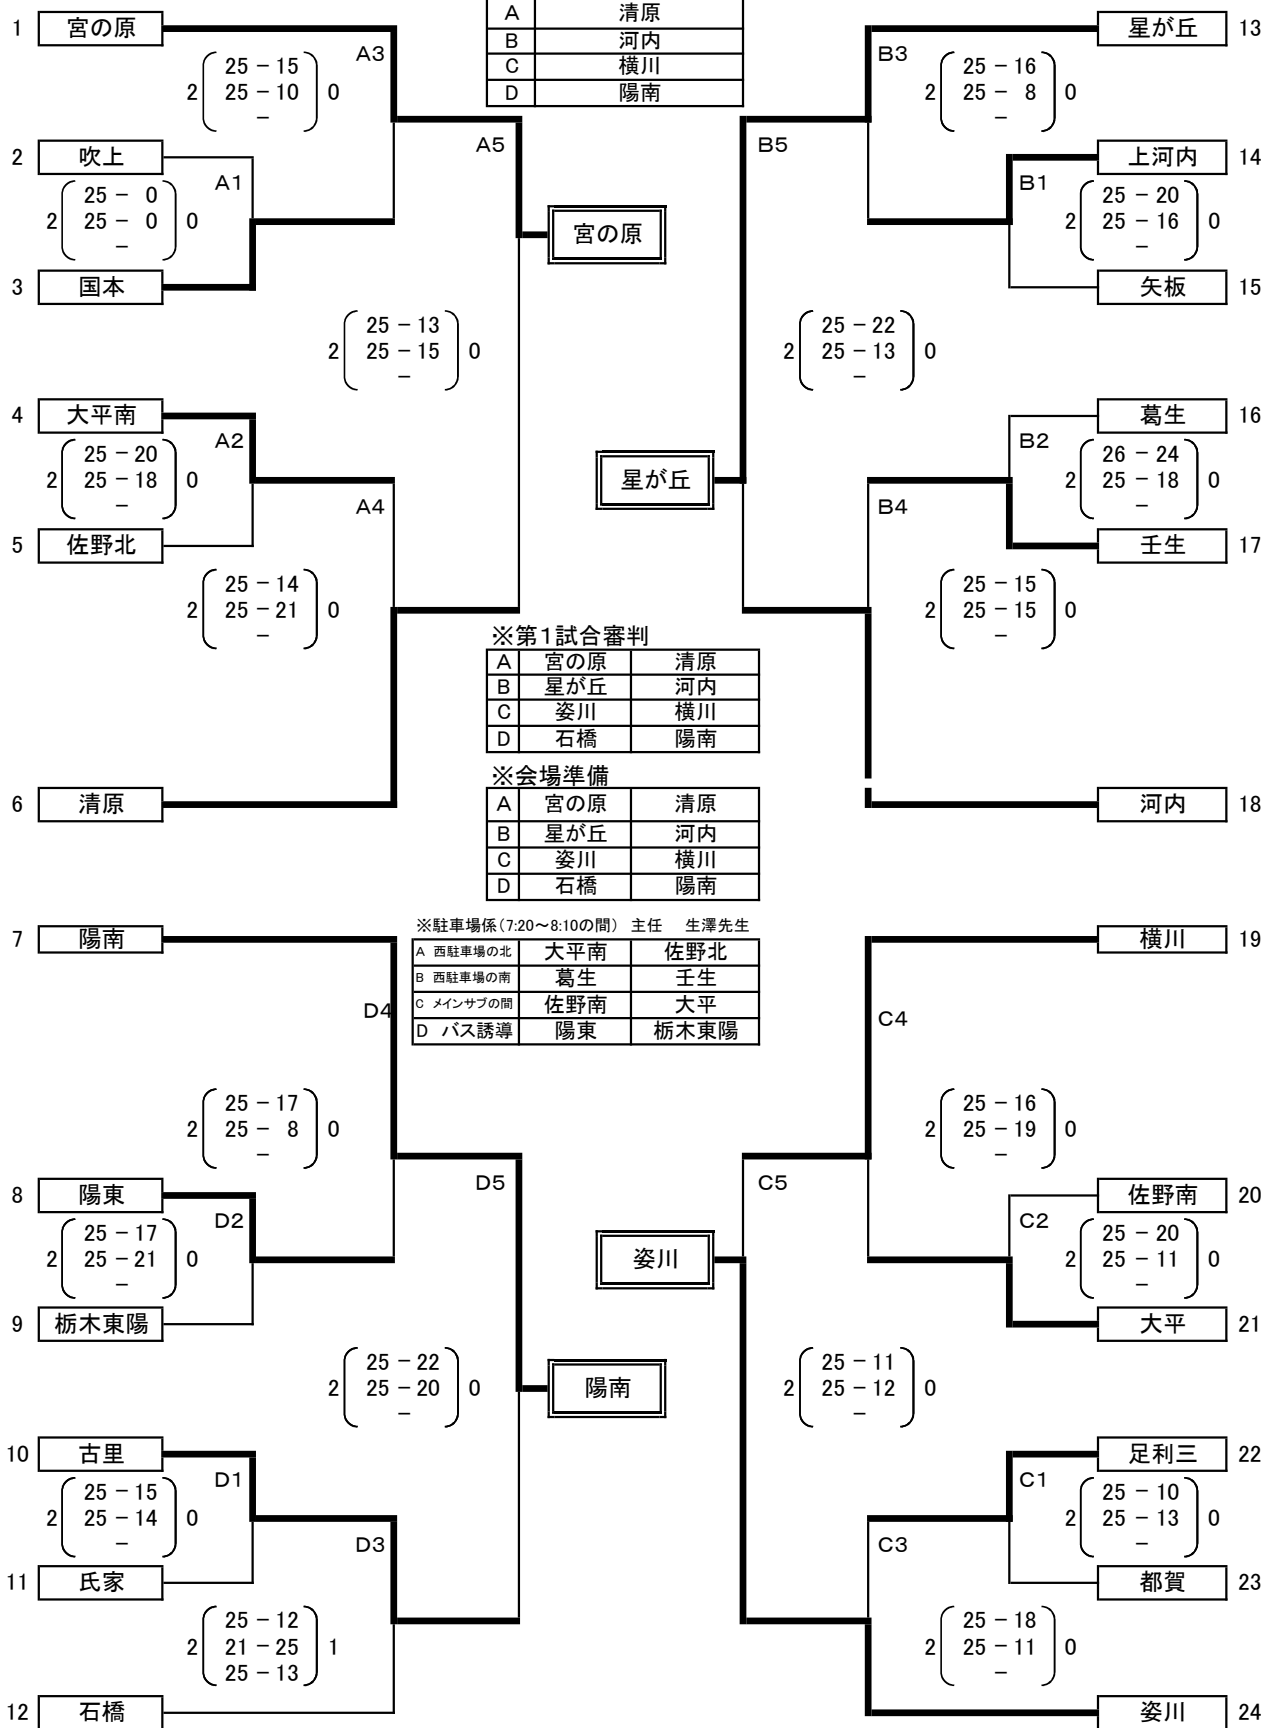 A 清原
B 河内
C 横川
D 陽南
1 宮の原
A3
25 － 15
2 25 － 10 0
－
A5
2 吹上
A1
25 － 0
2 25 － 0 0
－
3 国本
宮の原
25 － 13
2 25 － 15 0
－
4 大平南
A2
25 － 20
2 25 － 18 0
－
A4
5 佐野北
25 － 14
2 25 － 21 0
－
6 清原
星が丘 13
B3
25 － 16
2 25 － 8 0
－
B5
上河内 14
B1
25 － 20
2 25 － 16 0
－
矢板 15
25 － 22
2 25 － 13 0
－
星が丘
葛生 16
B2
26 － 24
2 25 － 18 0
－
B4
壬生 17
25 － 15
2 25 － 15 0
－
河内 18
※第1試合審判
A 宮の原 清原
B 星が丘 河内
C 姿川 横川
D 石橋 陽南
※会場準備
A 宮の原 清原
B 星が丘 河内
C 姿川 横川
D 石橋 陽南
※駐車場係(7:20～8:10の間) 主任 生澤先生
A 西駐車場の北 大平南 佐野北
B 西駐車場の南 葛生 壬生
C メインサブの間 佐野南 大平
D バス誘導 陽東 栃木東陽
7 陽南
D4
25 － 17
2 25 － 8 0
－
D5
8 陽東
D2
25 － 17
2 25 － 21 0
－
9 栃木東陽
25 － 22
2 25 － 20 0
－
陽南
10 古里
D1
25 － 15
2 25 － 14 0
－
D3
11 氏家
25 － 12
2 21 － 25 1
25 － 13
12 石橋
横川 19
C4
25 － 16
2 25 － 19 0
－
C5
佐野南 20
C2
25 － 20
2 25 － 11 0
－
姿川
大平 21
25 － 11
2 25 － 12 0
－
足利三 22
C1
25 － 10
2 25 － 13 0
－
C3
都賀 23
25 － 18
2 25 － 11 0
－
姿川 24